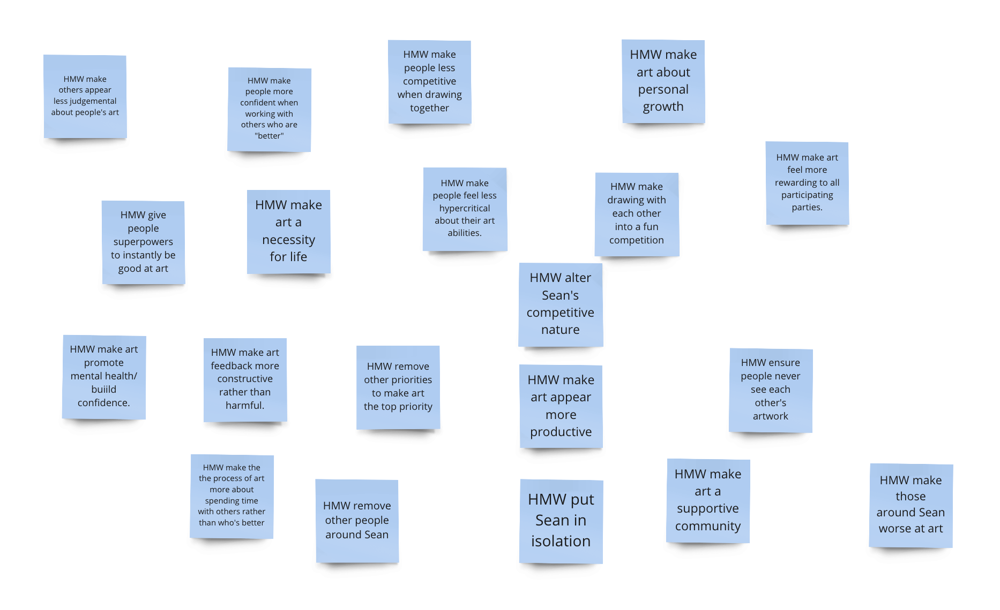 HMW make
others appear
less judgemental
about people's art
HMW make
people more
confident when
working with
others who are
"better"
HMW make
people less
competitive
when drawing
together
HMW make
art about
personal
growth
HMW make art
feel more
rewarding to all
participating
parties.
HMW give
people
superpowers
to instantly be
good at art
HMW make
art a
necessity
for life
HMW make
people feel less
hypercritical
about their art
abilities.
HMW make
drawing with
each other
into a fun
competition
HMW alter
Sean's
competitive
nature
HMW make art
promote
mental health/
buiild
confidence.
HMW make art
feedback more
constructive
rather than
harmful.
HMW remove
other priorities
to make art
the top priority
HMW make
art appear
more
productive
HMW ensure
people never
see each
other's
artwork
HMW make the
the process of art
more about
spending time
with others rather
than who's better
HMW remove
other people
around Sean
HMW put
Sean in
isolation
HMW make
art a
supportive
community
HMW make
those
around Sean
worse at art